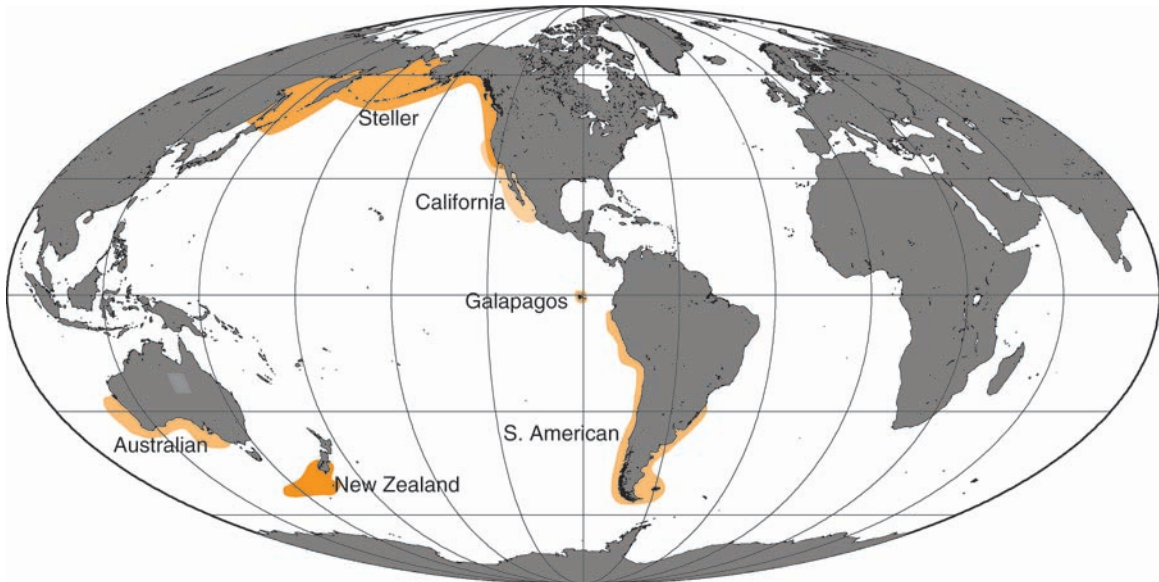 Steller
California
Galapagos
S. American
Australian
New Zealand